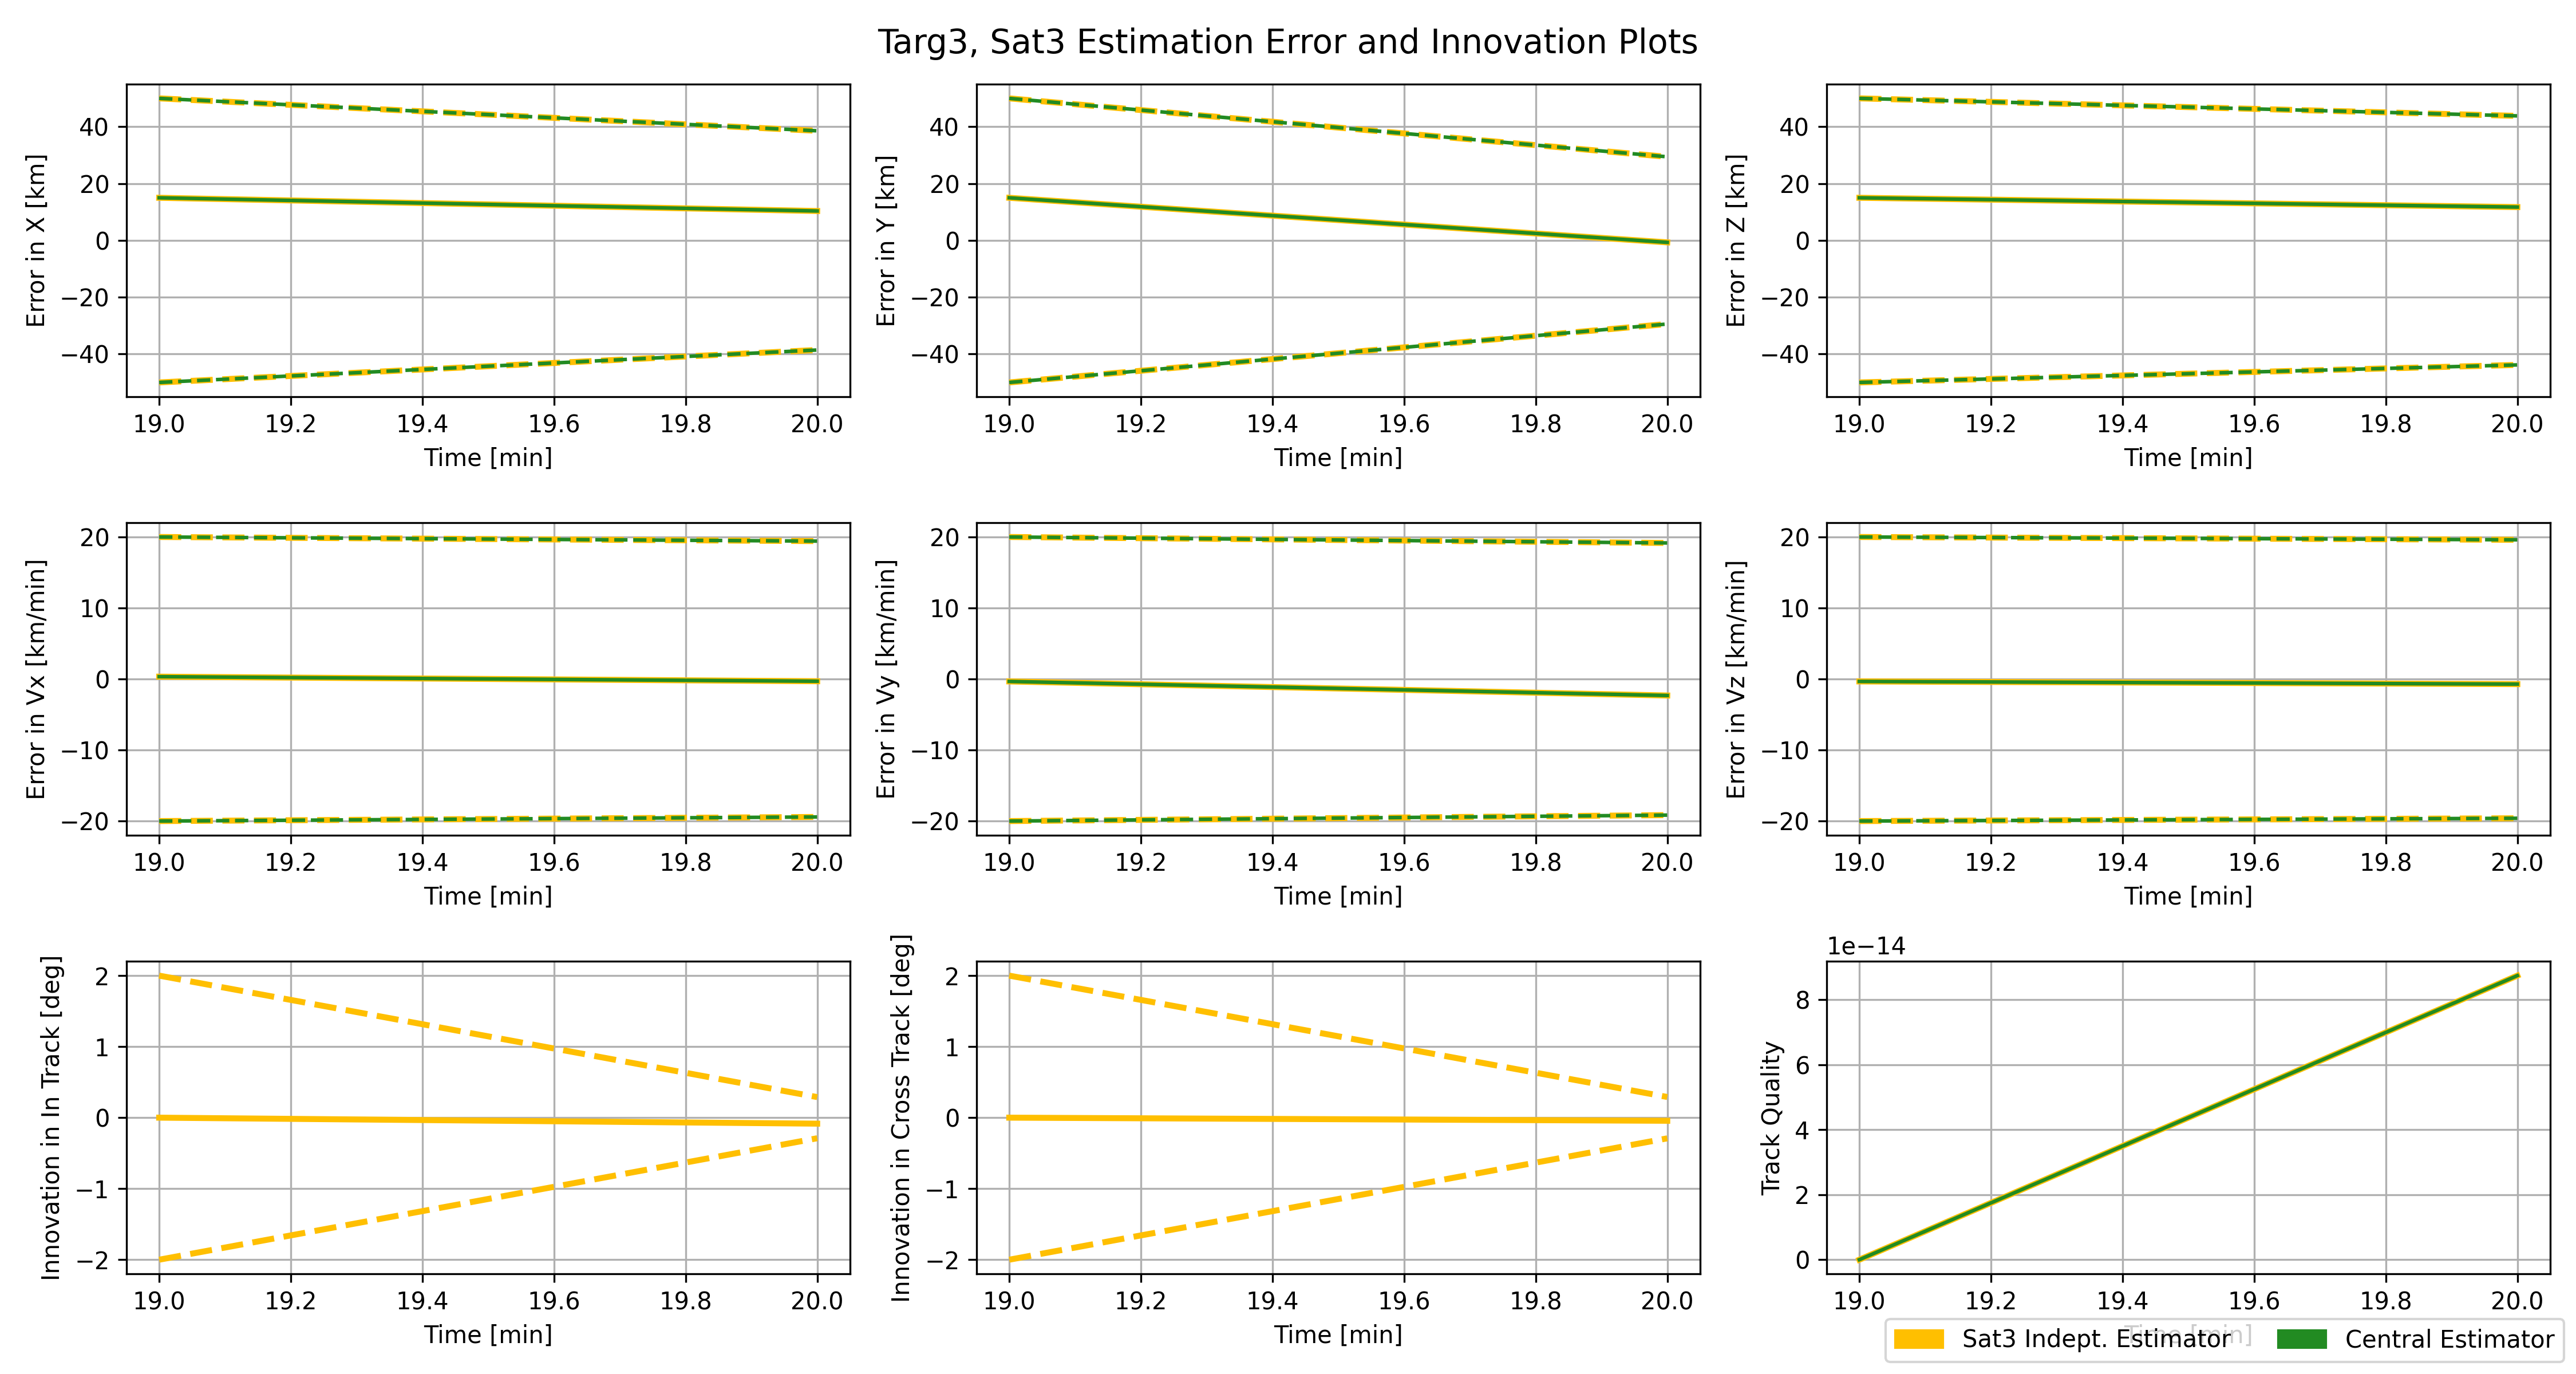 Targ3, Sat3 Estimation Error and Innovation Plots
Error in X [km]
40
20
0
−20
−40
19.0 19.2 19.4 19.6 19.8 20.0
Time [min]
Error in Y [km]
40
20
0
−20
−40
19.0 19.2 19.4 19.6 19.8 20.0
Time [min]
Error in Z [km]
40
20
0
−20
−40
19.0 19.2 19.4 19.6 19.8 20.0
Time [min]
Error in Vx [km/min]
20
10
0
−10
−20
19.0 19.2 19.4 19.6 19.8 20.0
Time [min]
Error in Vy [km/min]
20
10
0
−10
−20
19.0 19.2 19.4 19.6 19.8 20.0
Time [min]
Error in Vz [km/min]
20
10
0
−10
−20
19.0 19.2 19.4 19.6 19.8 20.0
Time [min]
Innovation in In Track [deg]
2
1
0
−1
−2
19.0 19.2 19.4 19.6 19.8 20.0
Time [min]
Innovation in Cross Track [deg]
2
1
0
−1
−2
19.0 19.2 19.4 19.6 19.8 20.0
Time [min]
1e−14
Track Quality
8
6
4
2
0
19.0 19.2 19.4 19.6 19.8 20.0
Time [min]
Sat3 Indept. Estimator
Central Estimator